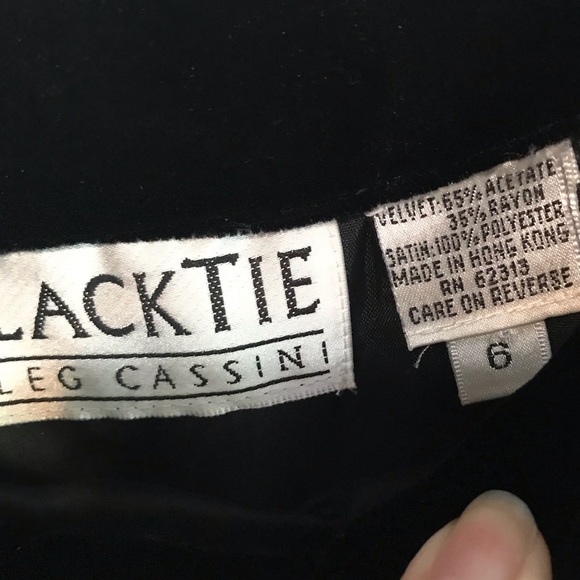 LACKTIE
LEG CASSINI
VELVET:65% ACETATE
35% RAYON
SATIN:100% POLYESTER
MADE IN HONG KONG
RN 62313
CARE ON REVERSE
6